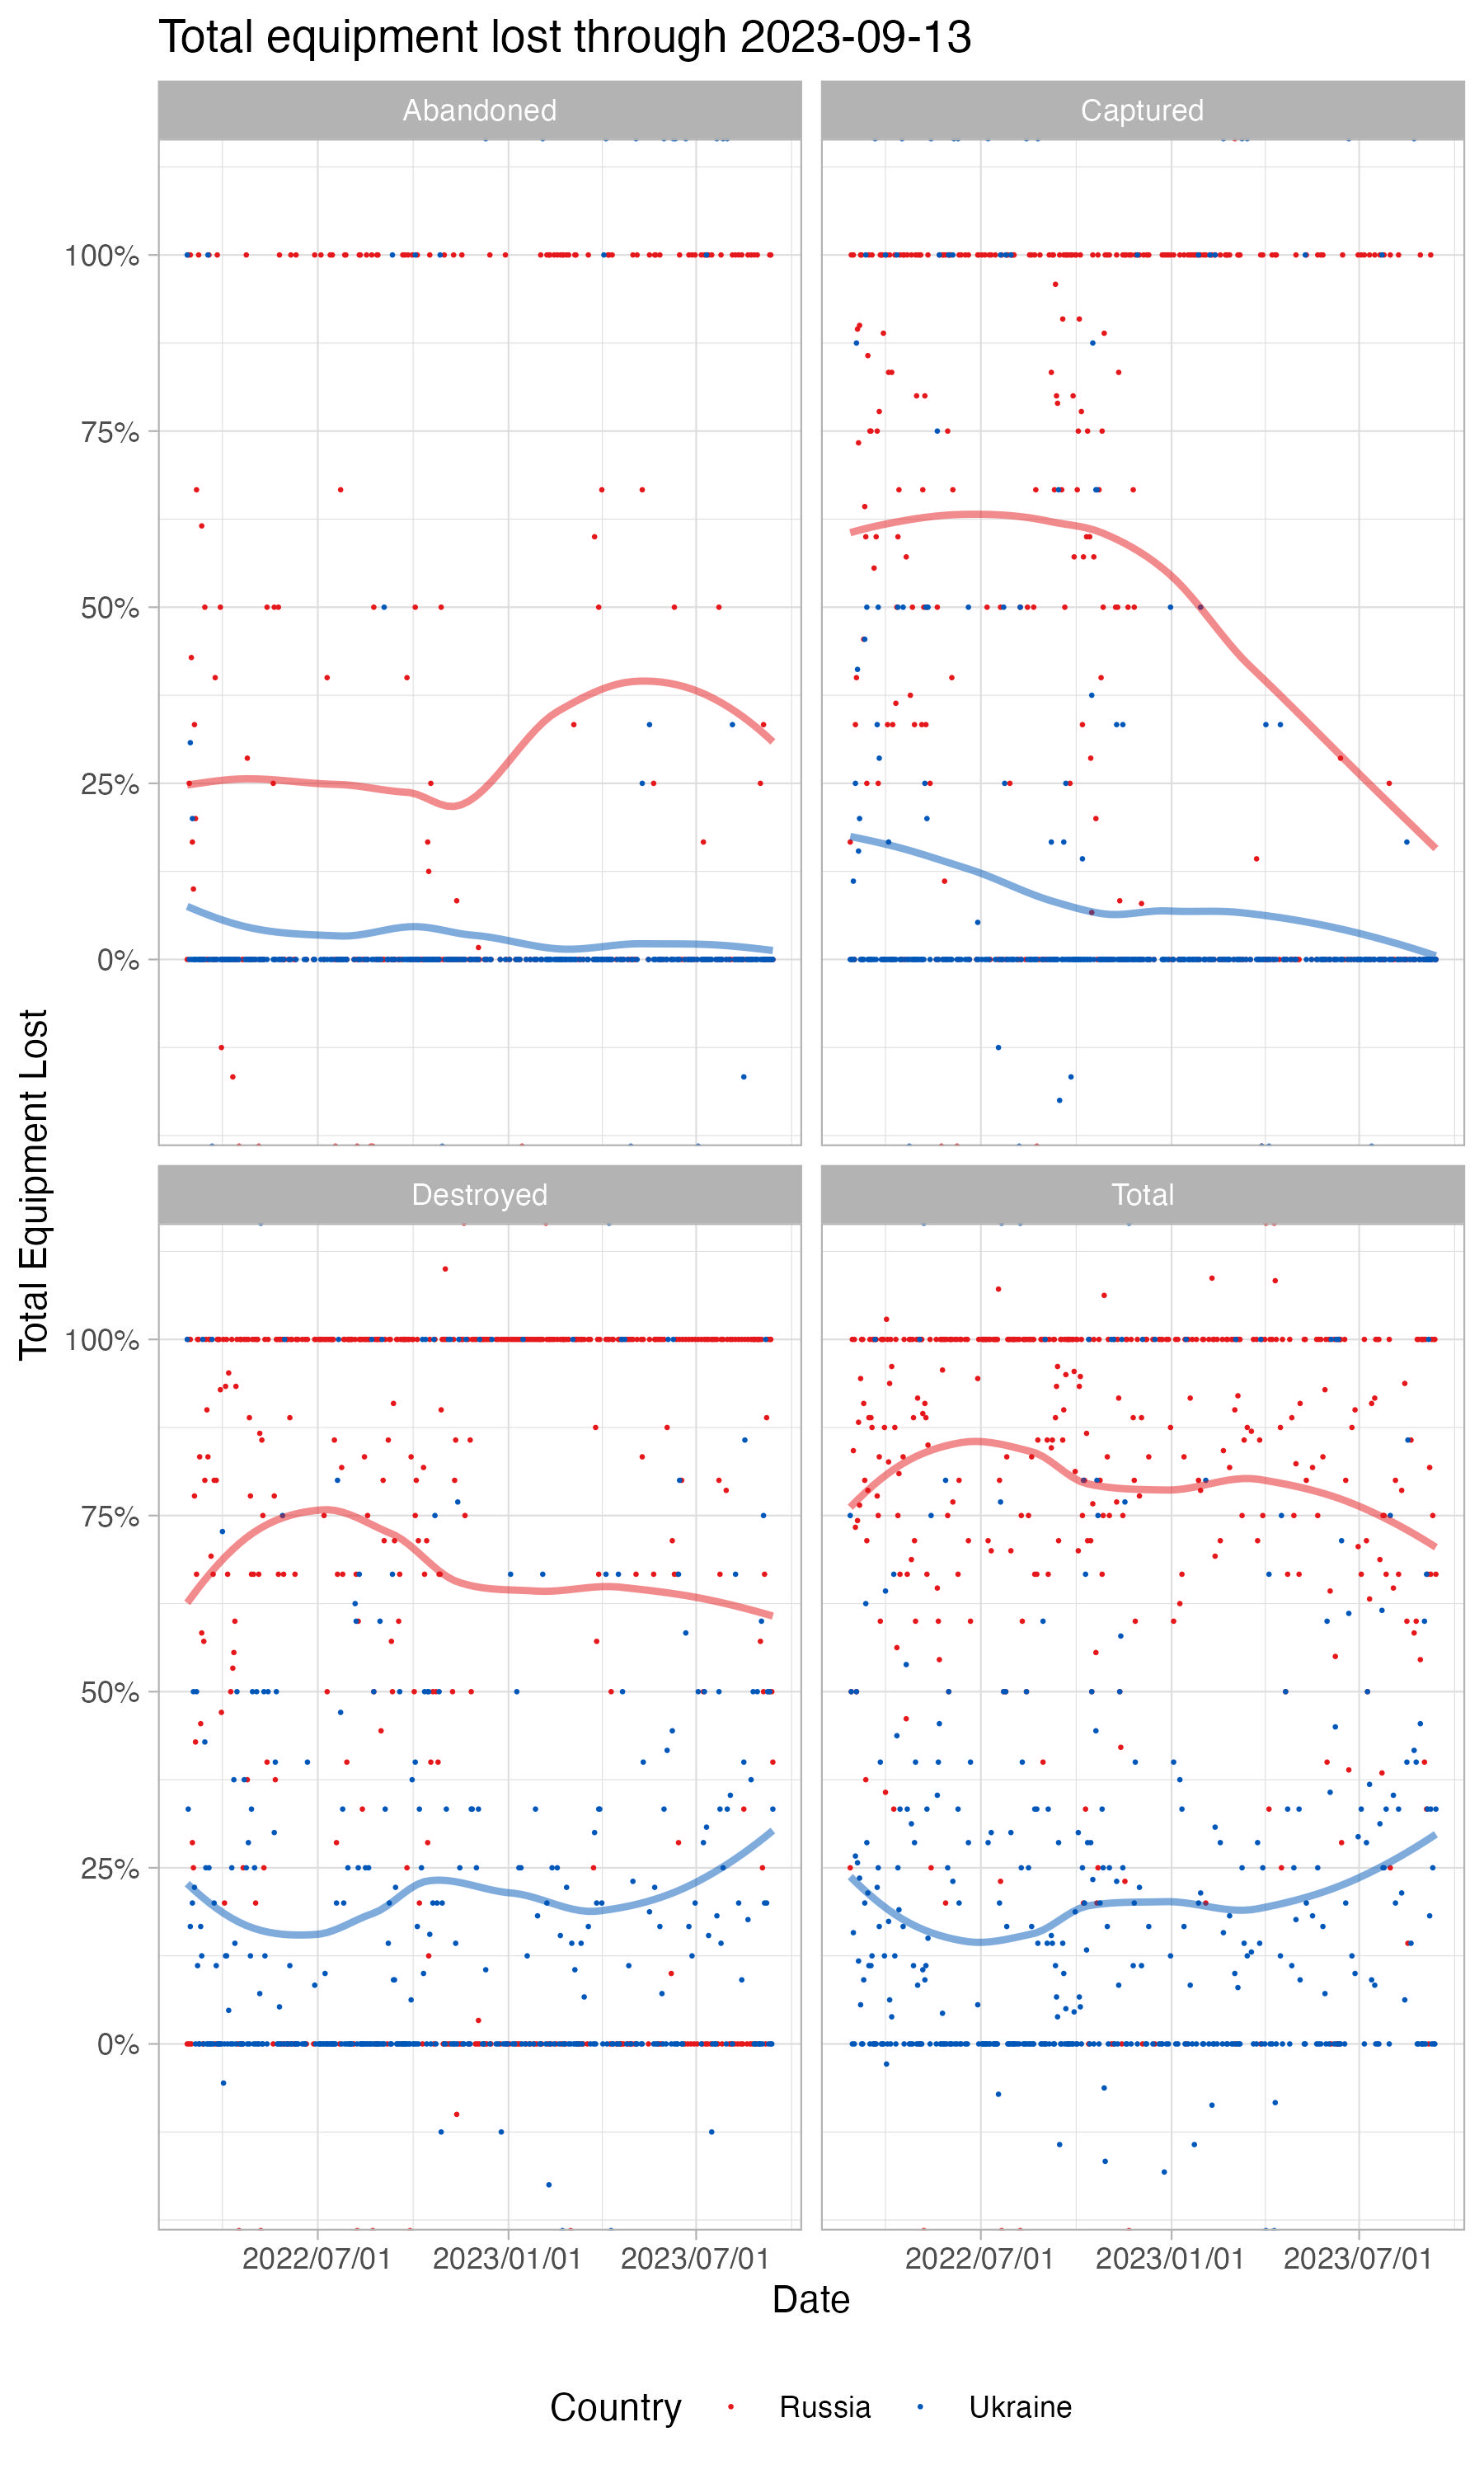 Total equipment lost through 2023-09-13
Abandoned
Captured
100%
75%
50%
25%
0%
Total Equipment Lost
Destroyed
Total
100%
75%
50%
25%
0%
2022/07/01
2023/01/01
2023/07/01
2022/07/01
2023/01/01
2023/07/01
Date
Country
Russia
Ukraine